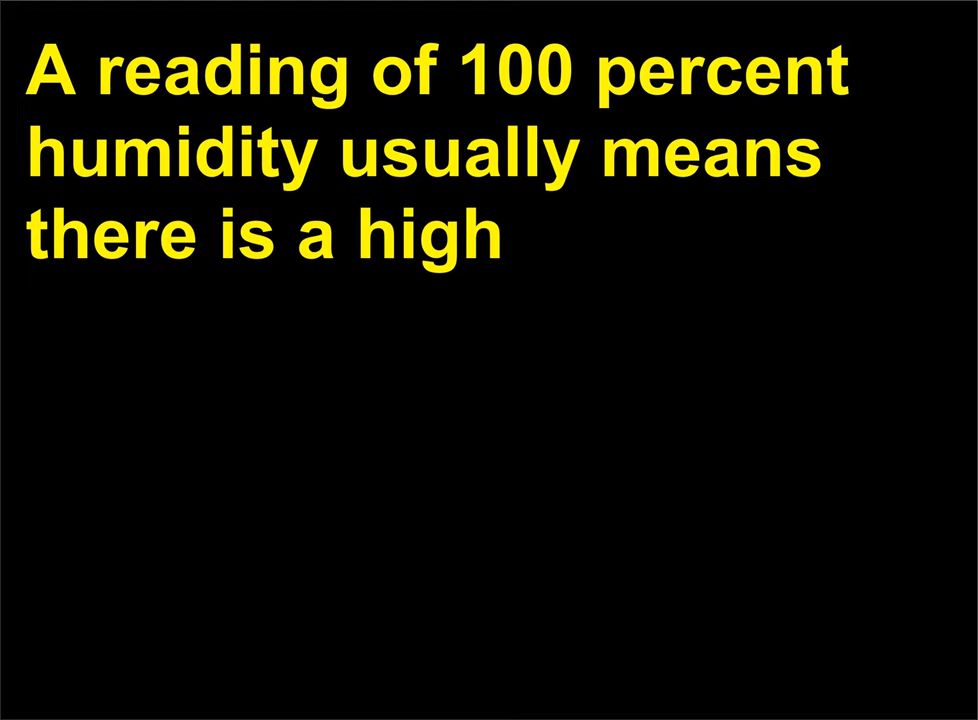 A reading of 100 percent
humidity usually means
there is a high